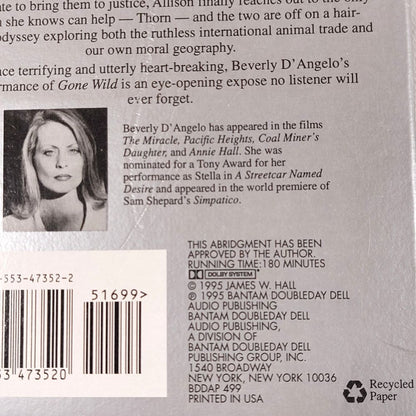 ate to bring them to justice, Allison finally reaches out to the only
n she knows can help — Thorn — and the two are off on a hair-
odyssey exploring both the ruthless international animal trade and
our own moral geography.
nce terrifying and utterly heart-breaking, Beverly D'Angelo's
rmance of Gone Wild is an eye-opening expose no listener will
ever forget.
Beverly D'Angelo has appeared in the films
The Miracle, Pacific Heights, Coal Miner's
Daughter, and Annie Hall. She was
nominated for a Tony Award for her
performance as Stella in A Streetcar Named
Desire and appeared in the world premiere of
Sam Shepard's Simpatico.
-553-47352-2
51699>
53 473520
THIS ABRIDGMENT HAS BEEN
APPROVED BY THE AUTHOR.
RUNNING TIME: 180 MINUTES
DOLBY SYSTEM®
© 1995 JAMES W. HALL
℗ 1995 BANTAM DOUBLEDAY DELL
AUDIO PUBLISHING
BANTAM DOUBLEDAY DELL
AUDIO PUBLISHING,
A DIVISION OF
BANTAM DOUBLEDAY DELL
PUBLISHING GROUP, INC.
1540 BROADWAY
NEW YORK, NEW YORK 10036
BDDAP 499
PRINTED IN USA
Recycled
Paper